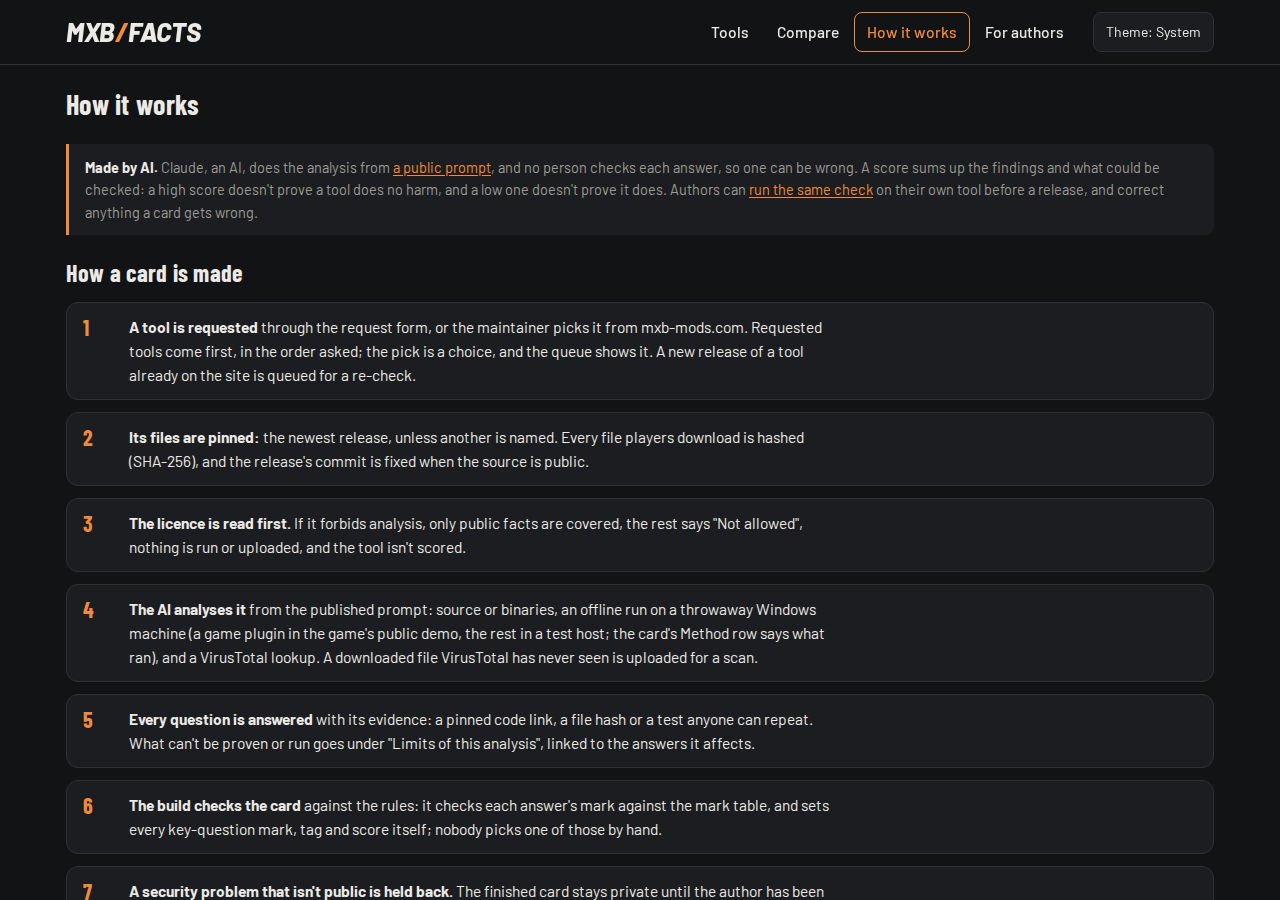 MXB/FACTS
Tools
Compare
How it works
For authors
Theme: System
How it works
Made by AI. Claude, an AI, does the analysis from a public prompt, and no person checks each answer, so one can be wrong. A score sums up the findings and what could be
checked: a high score doesn't prove a tool does no harm, and a low one doesn't prove it does. Authors can run the same check on their own tool before a release, and correct
anything a card gets wrong.
How a card is made
1
A tool is requested through the request form, or the maintainer picks it from mxb-mods.com. Requested
tools come first, in the order asked; the pick is a choice, and the queue shows it. A new release of a tool
already on the site is queued for a re-check.
2
Its files are pinned: the newest release, unless another is named. Every file players download is hashed
(SHA-256), and the release's commit is fixed when the source is public.
3
The licence is read first. If it forbids analysis, only public facts are covered, the rest says "Not allowed",
nothing is run or uploaded, and the tool isn't scored.
4
The AI analyses it from the published prompt: source or binaries, an offline run on a throwaway Windows
machine (a game plugin in the game's public demo, the rest in a test host; the card's Method row says what
ran), and a VirusTotal lookup. A downloaded file VirusTotal has never seen is uploaded for a scan.
5
Every question is answered with its evidence: a pinned code link, a file hash or a test anyone can repeat.
What can't be proven or run goes under "Limits of this analysis", linked to the answers it affects.
6
The build checks the card against the rules: it checks each answer's mark against the mark table, and sets
every key-question mark, tag and score itself; nobody picks one of those by hand.
7
A security problem that isn't public is held back. The finished card stays private until the author has been